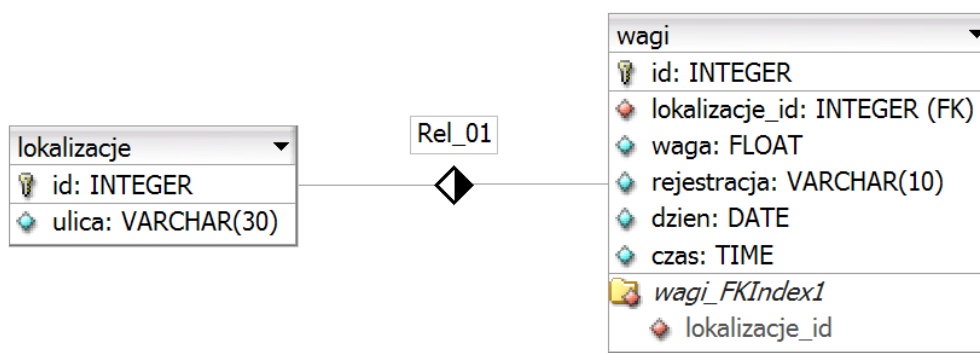 lokalizacje
id: INTEGER
ulica: VARCHAR(30)
Rel_01
wagi
id: INTEGER
lokalizacje_id: INTEGER (FK)
waga: FLOAT
rejestracja: VARCHAR(10)
dzien: DATE
czas: TIME
wagi_FKIndex1
lokalizacje_id